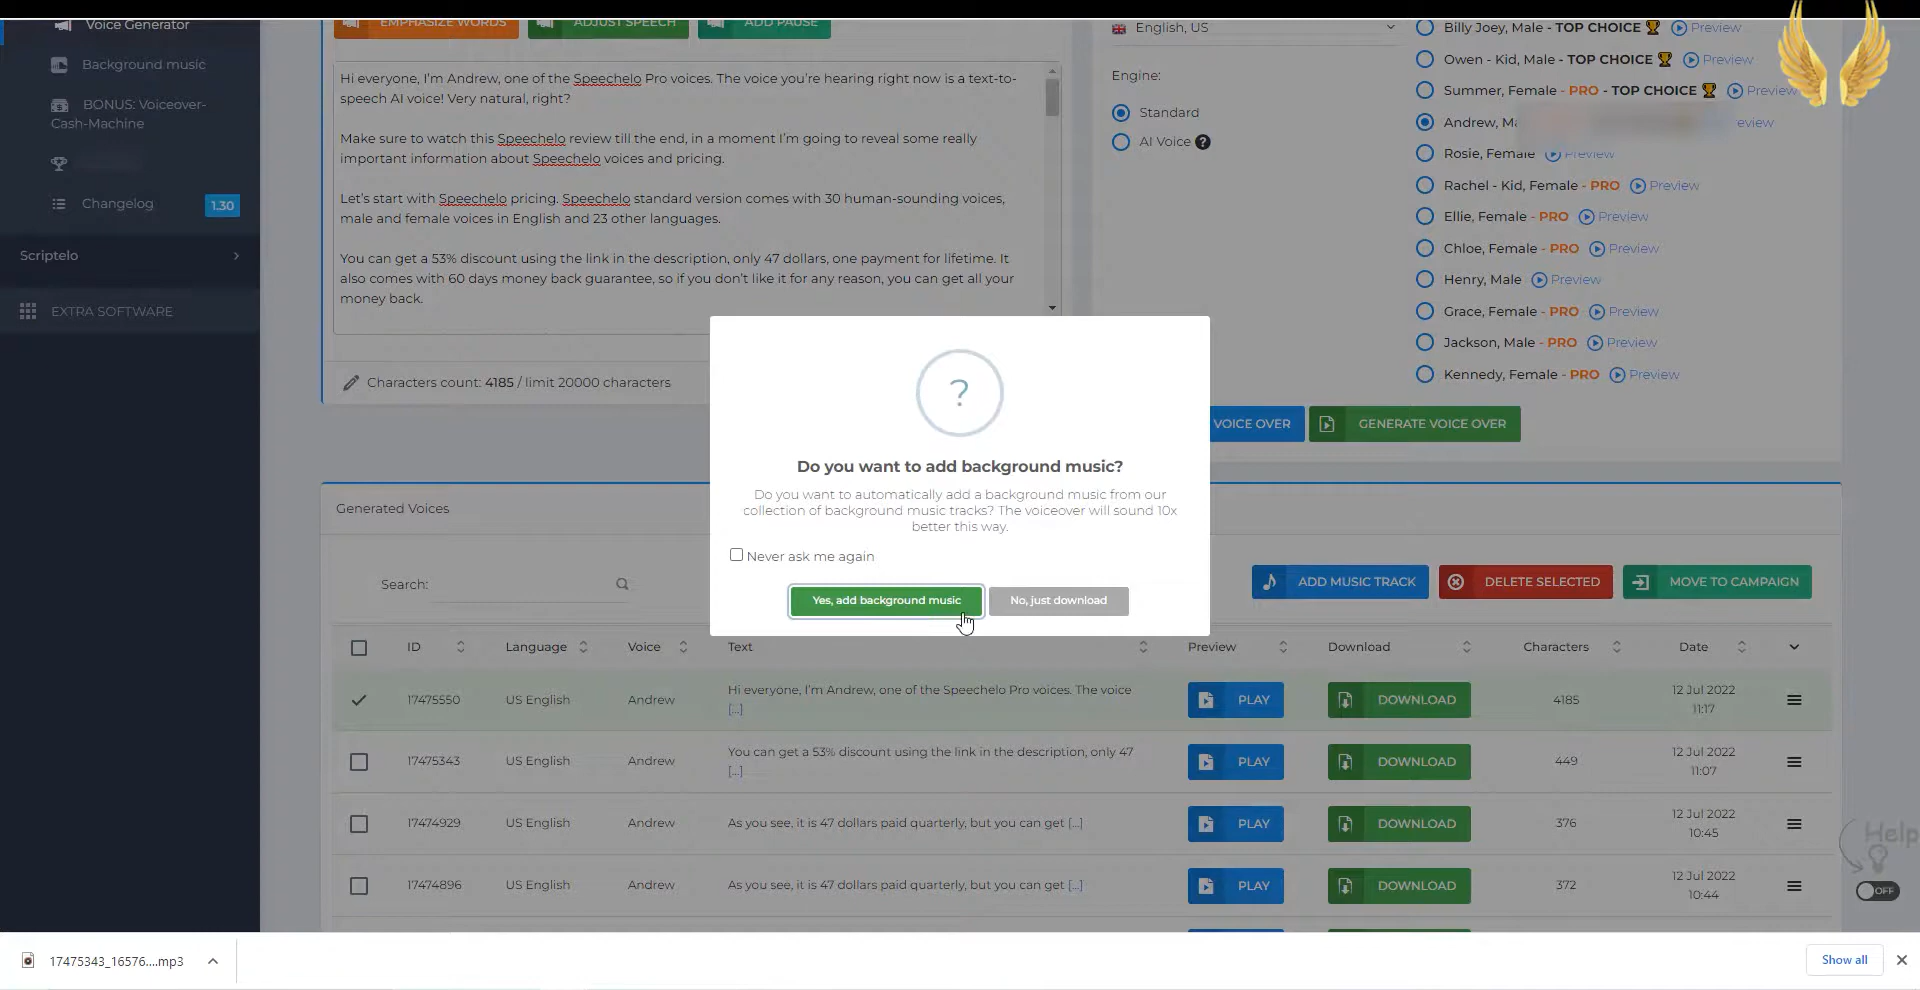 Voice Generator
Background music
BONUS: Voiceover-
Cash-Machine
Changelog
1.30
Scriptelo
EXTRA SOFTWARE
EMPHASIZE WORDS
ADJUST SPEECH
ADD PAUSE
Hi everyone, I'm Andrew, one of the Speechelo Pro voices. The voice you're hearing right now is a text-to-
speech AI voice! Very natural, right?
Make sure to watch this Speechelo review till the end, in a moment I'm going to reveal some really
important information about Speechelo voices and pricing.
Let's start with Speechelo pricing. Speechelo standard version comes with 30 human-sounding voices,
male and female voices in English and 23 other languages.
You can get a 53% discount using the link in the description, only 47 dollars, one payment for lifetime. It
also comes with 60 days money back guarantee, so if you don't like it for any reason, you can get all your
money back.
Characters count: 4185 / limit 20000 characters
English, US
Engine:
Standard
AI Voice ?
Billy Joey, Male - TOP CHOICE Preview
Owen - Kid, Male - TOP CHOICE Preview
Summer, Female - PRO - TOP CHOICE Preview
Andrew, Ma eview
Rosie, Female Preview
Rachel - Kid, Female - PRO Preview
Ellie, Female - PRO Preview
Chloe, Female - PRO Preview
Henry, Male Preview
Grace, Female - PRO Preview
Jackson, Male - PRO Preview
Kennedy, Female - PRO Preview
VOICE OVER
GENERATE VOICE OVER
?
Do you want to add background music?
Do you want to automatically add a background music from our
collection of background music tracks? The voiceover will sound 10x
better this way.
Never ask me again
Yes, add background music
No, just download
Generated Voices
Search:
ADD MUSIC TRACK
DELETE SELECTED
MOVE TO CAMPAIGN
ID Language Voice Text Preview Download Characters Date
17475550 US English Andrew Hi everyone, I'm Andrew, one of the Speechelo Pro voices. The voice PLAY DOWNLOAD 4185 12 Jul 2022
[...] 11:17
17475343 US English Andrew You can get a 53% discount using the link in the description, only 47 PLAY DOWNLOAD 449 12 Jul 2022
[...] 11:07
17474929 US English Andrew As you see, it is 47 dollars paid quarterly, but you can get [...] PLAY DOWNLOAD 376 12 Jul 2022
10:45
17474896 US English Andrew As you see, it is 47 dollars paid quarterly, but you can get [...] PLAY DOWNLOAD 372 12 Jul 2022
10:44
Help
OFF
17475343_16576....mp3
Show all